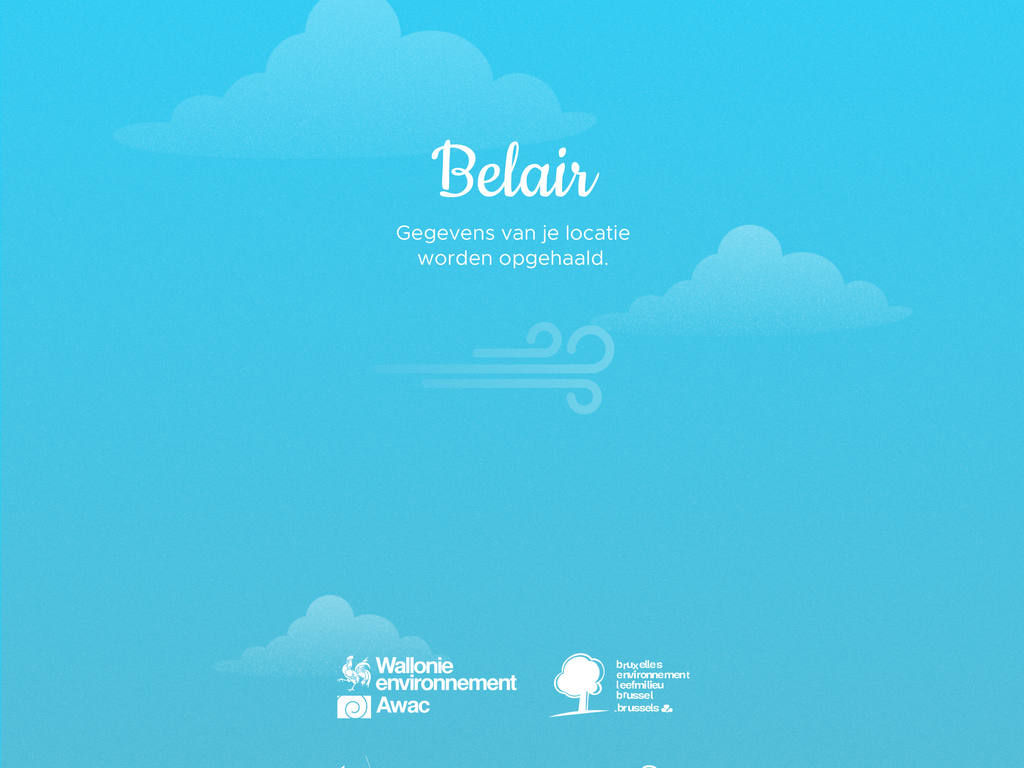 Belair
Gegevens van je locatie
worden opgehaald.
Wallonie
environnement
Awac
bruxelles
environnement
leefmilieu
brussel
.brussels